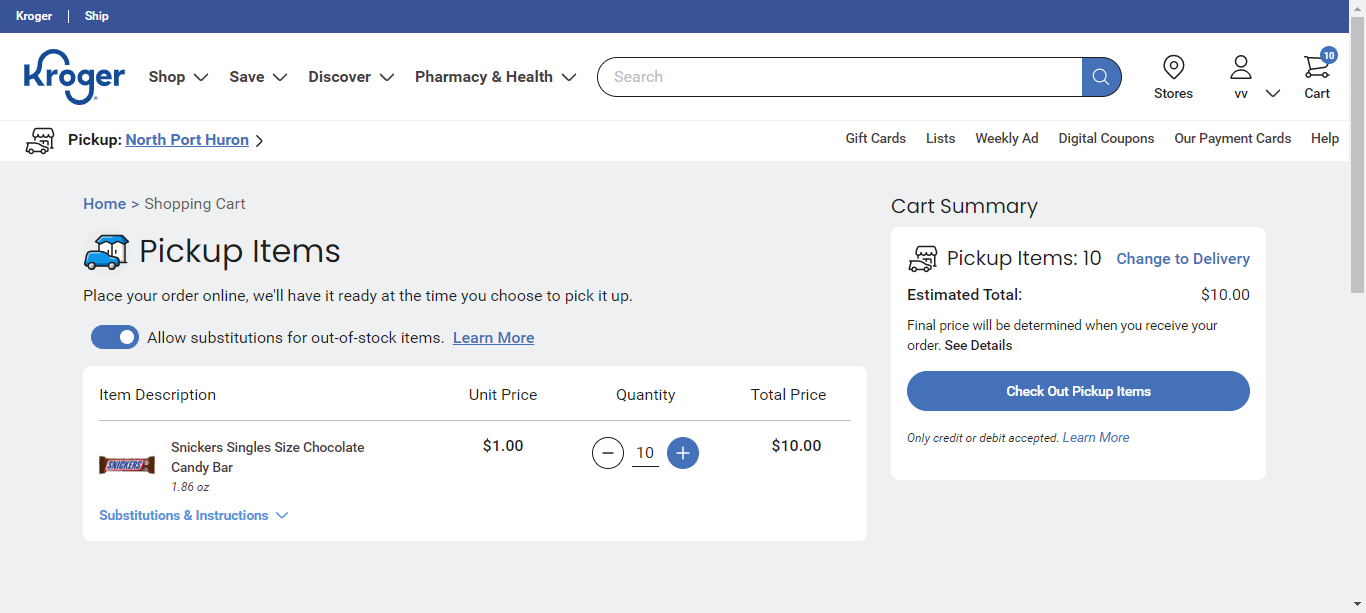 Kroger | Ship
Kroger Shop Save Discover Pharmacy & Health Search Stores vv 10 Cart
Pickup: North Port Huron Gift Cards Lists Weekly Ad Digital Coupons Our Payment Cards Help
Home > Shopping Cart
Pickup Items
Place your order online, we'll have it ready at the time you choose to pick it up.
Allow substitutions for out-of-stock items. Learn More
Item Description Unit Price Quantity Total Price
SNICKERS
Snickers Singles Size Chocolate
Candy Bar
1.86 oz
$1.00 − 10 + $10.00
Substitutions & Instructions
Cart Summary
Pickup Items: 10 Change to Delivery
Estimated Total: $10.00
Final price will be determined when you receive your
order. See Details
Check Out Pickup Items
Only credit or debit accepted. Learn More